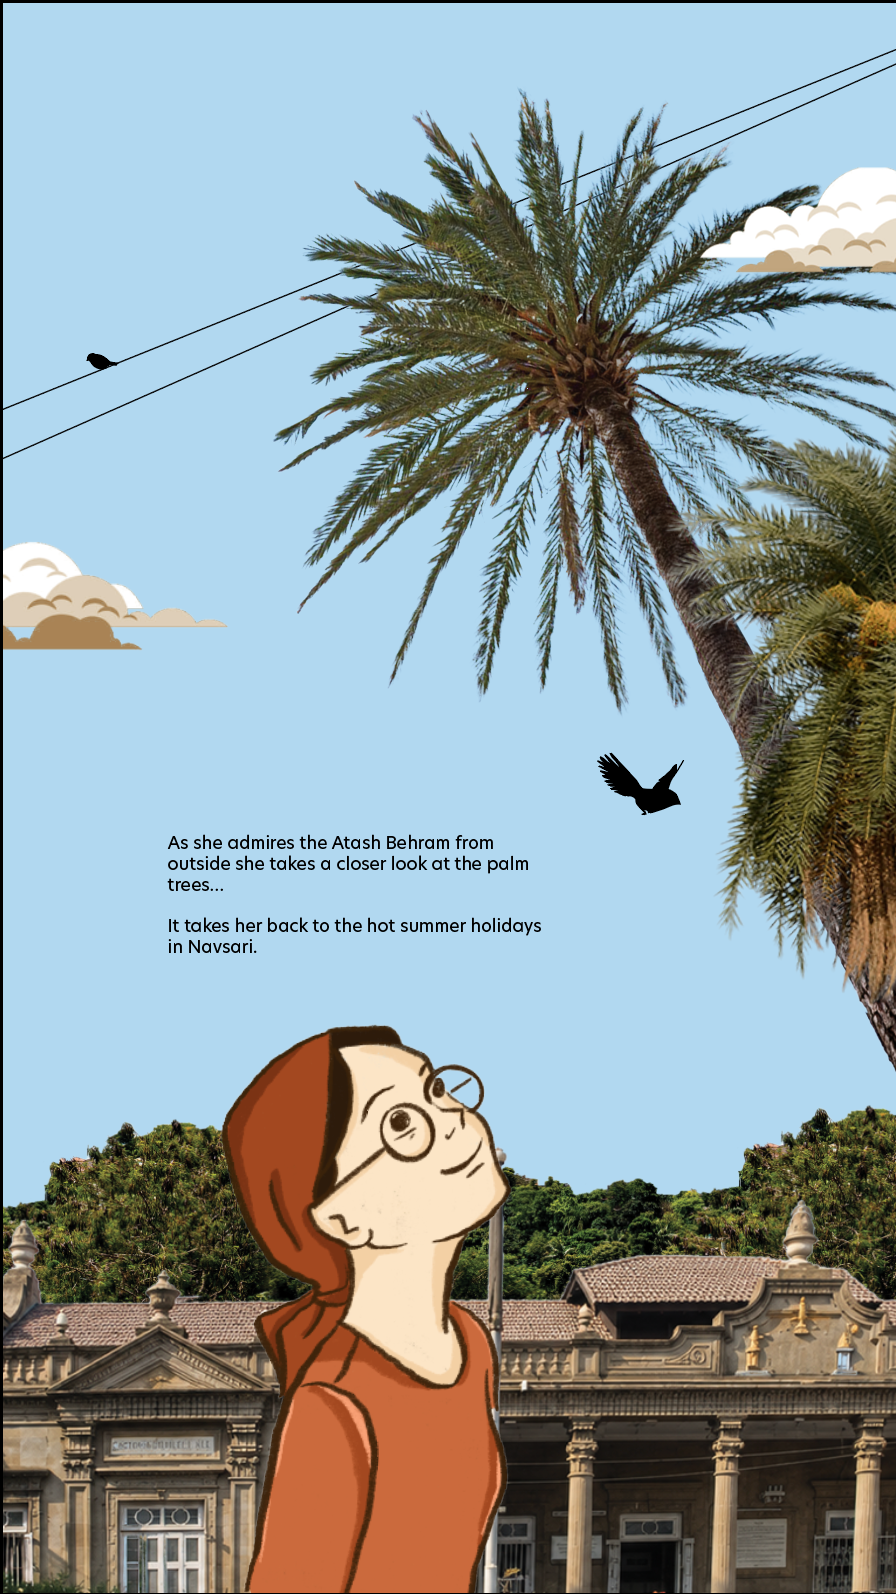 As she admires the Atash Behram from
outside she takes a closer look at the palm
trees...
It takes her back to the hot summer holidays
in Navsari.